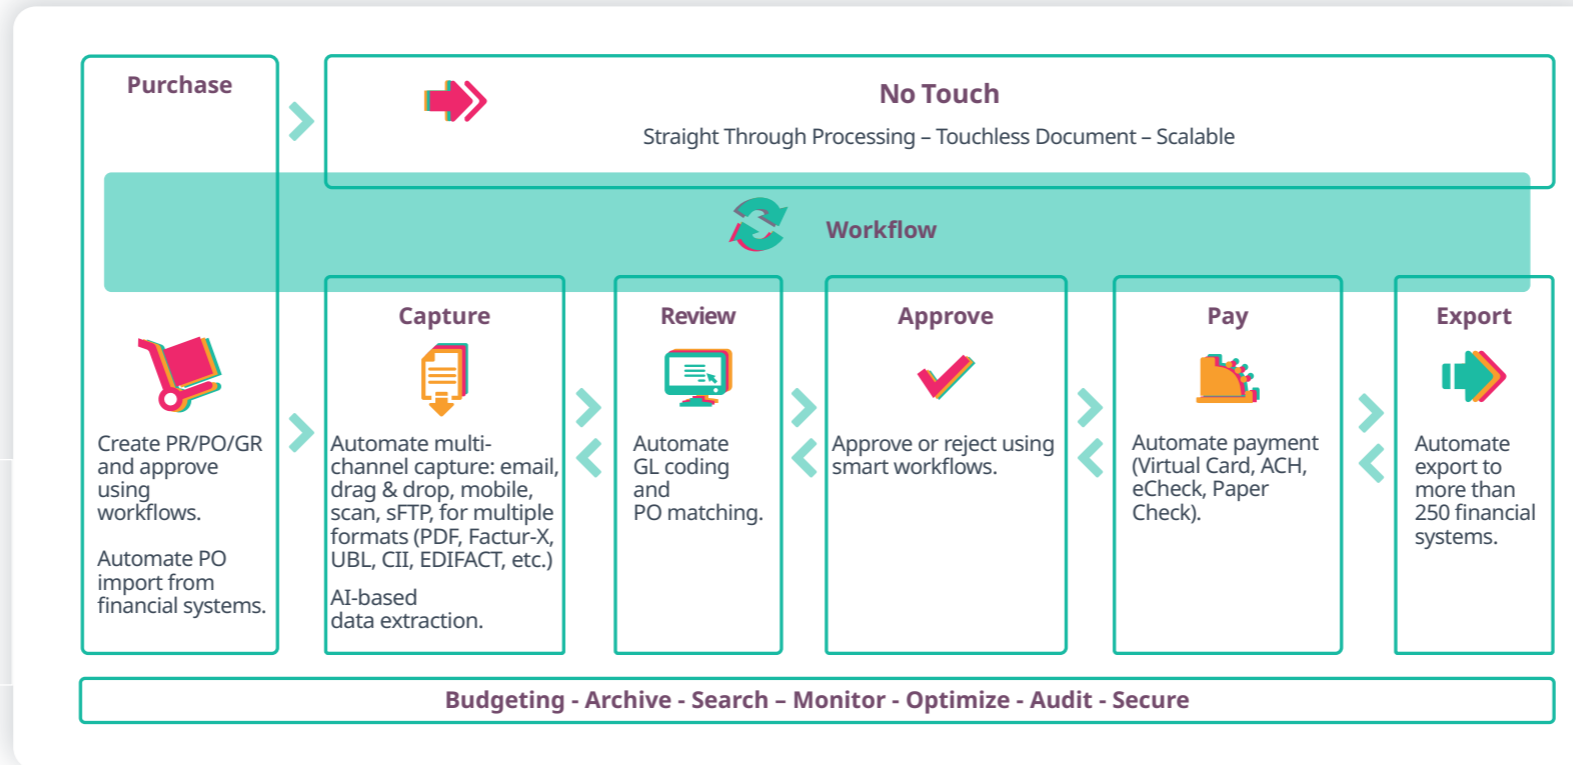 Purchase
No Touch
Straight Through Processing – Touchless Document – Scalable
Workflow
Create PR/PO/GR
and approve
using
workflows.
Automate PO
import from
financial systems.
Capture
Automate multi-
channel capture: email,
drag & drop, mobile,
scan, sFTP, for multiple
formats (PDF, Factur-X,
UBL, CII, EDIFACT, etc.)
AI-based
data extraction.
Review
Automate
GL coding
and
PO matching.
Approve
Approve or reject using
smart workflows.
Pay
Automate payment
(Virtual Card, ACH,
eCheck, Paper
Check).
Export
Automate
export to
more than
250 financial
systems.
Budgeting - Archive - Search – Monitor - Optimize - Audit - Secure